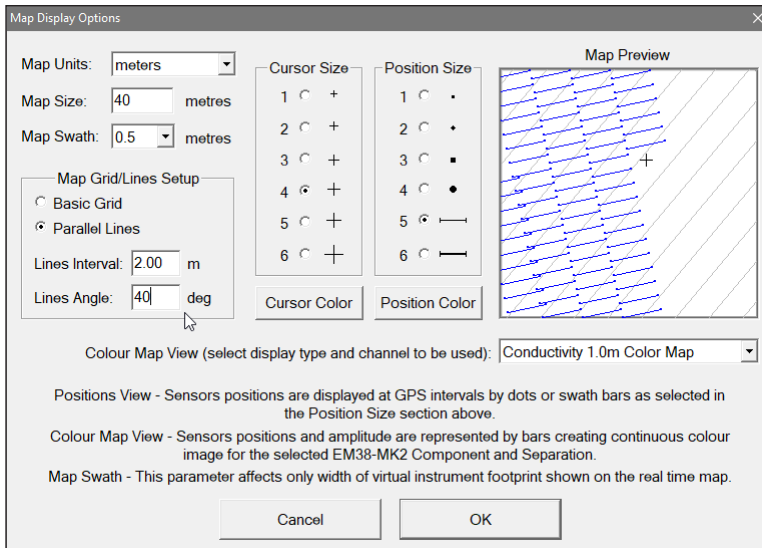 Map Display Options
Map Units: meters
Map Size: 40 metres
Map Swath: 0.5 metres
Map Grid/Lines Setup
Basic Grid
Parallel Lines
Lines Interval: 2.00 m
Lines Angle: 40 deg
Cursor Size
1
2
3
4
5
6
Cursor Color
Position Size
1
2
3
4
5
6
Position Color
Map Preview
Colour Map View (select display type and channel to be used): Conductivity 1.0m Color Map
Positions View - Sensors positions are displayed at GPS intervals by dots or swath bars as selected in
the Position Size section above.
Colour Map View - Sensors positions and amplitude are represented by bars creating continuous colour
image for the selected EM38-MK2 Component and Separation.
Map Swath - This parameter affects only width of virtual instrument footprint shown on the real time map.
Cancel
OK